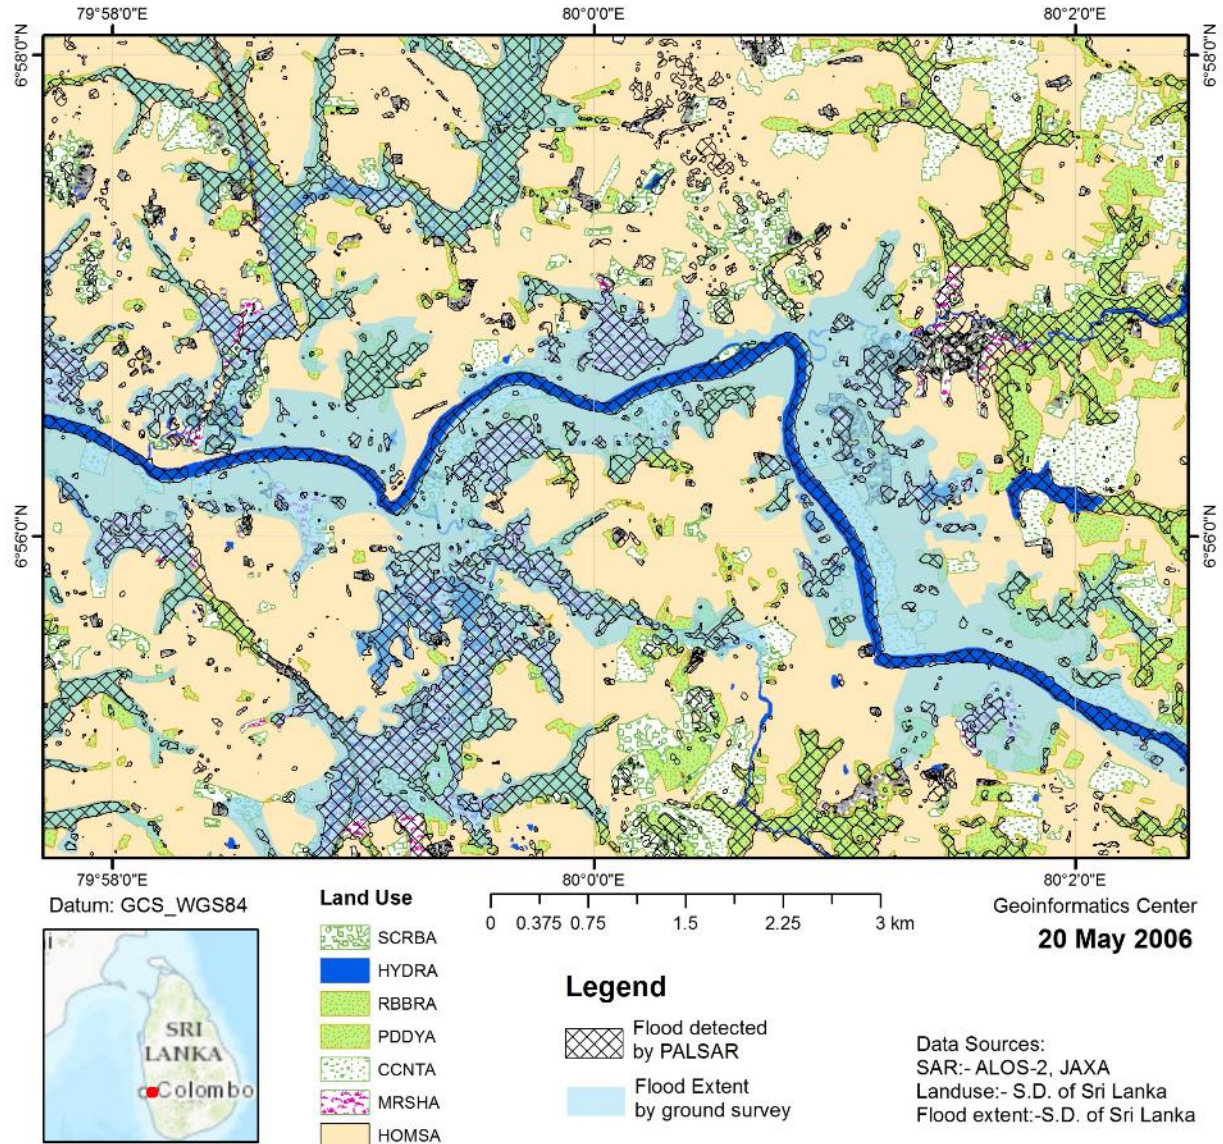 79°58'0"E 80°0'0"E 80°2'0"E
6°58'0"N 6°58'0"N
6°56'0"N 6°56'0"N
79°58'0"E 80°0'0"E 80°2'0"E
Datum: GCS_WGS84
SRI
LANKA
Colombo
Land Use
SCRBA
HYDRA
RBBRA
PDDYA
CCNTA
MRSHA
HOMSA
0 0.375 0.75 1.5 2.25 3 km
Legend
Flood detected
by PALSAR
Flood Extent
by ground survey
Geoinformatics Center
20 May 2006
Data Sources:
SAR:- ALOS-2, JAXA
Landuse:- S.D. of Sri Lanka
Flood extent:-S.D. of Sri Lanka